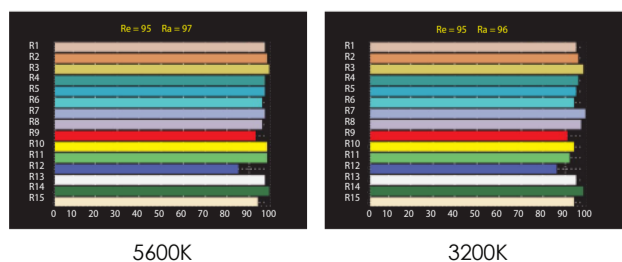 Re = 95 Ra = 97
R1
R2
R3
R4
R5
R6
R7
R8
R9
R10
R11
R12
R13
R14
R15
0 10 20 30 40 50 60 70 80 90 100
5600K
Re = 95 Ra = 96
R1
R2
R3
R4
R5
R6
R7
R8
R9
R10
R11
R12
R13
R14
R15
0 10 20 30 40 50 60 70 80 90 100
3200K